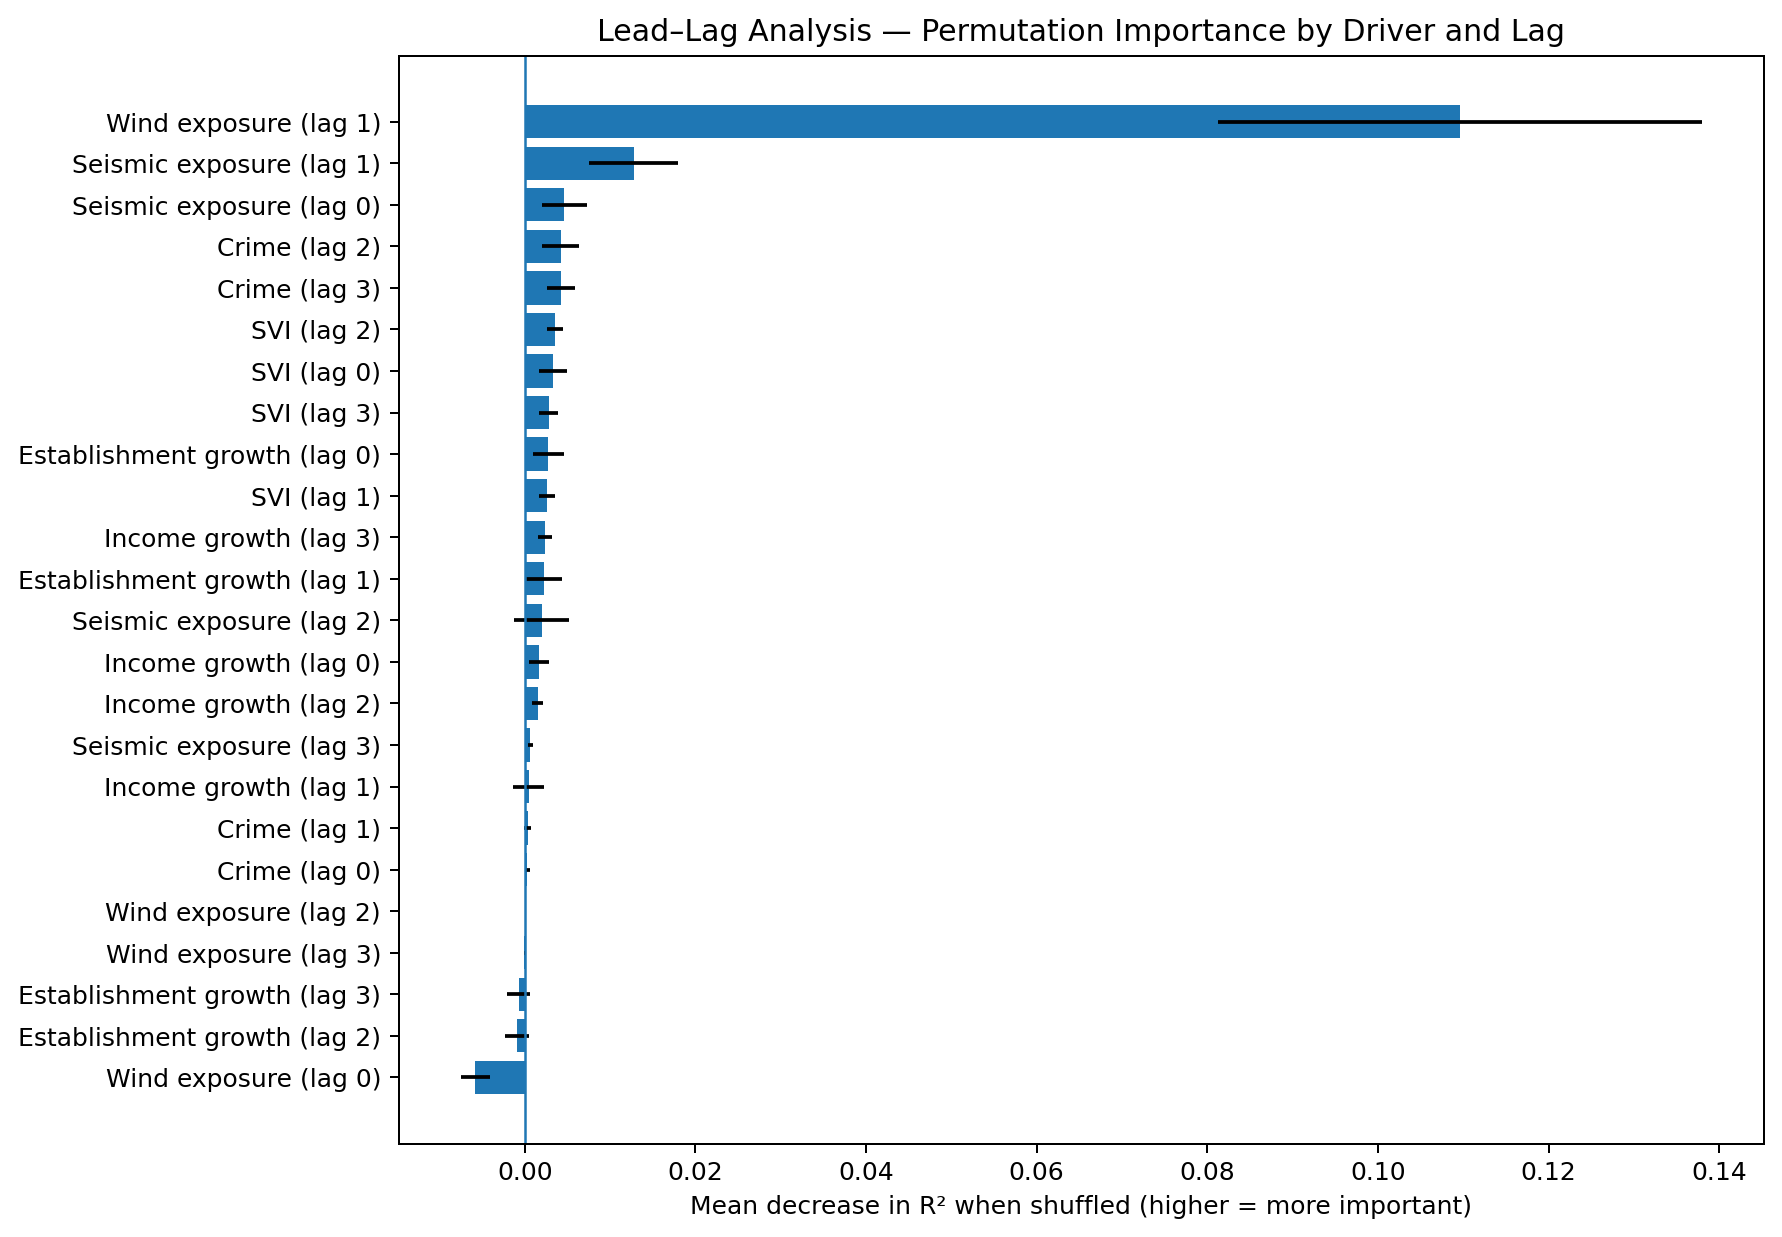 Lead–Lag Analysis — Permutation Importance by Driver and Lag
Wind exposure (lag 1)
Seismic exposure (lag 1)
Seismic exposure (lag 0)
Crime (lag 2)
Crime (lag 3)
SVI (lag 2)
SVI (lag 0)
SVI (lag 3)
Establishment growth (lag 0)
SVI (lag 1)
Income growth (lag 3)
Establishment growth (lag 1)
Seismic exposure (lag 2)
Income growth (lag 0)
Income growth (lag 2)
Seismic exposure (lag 3)
Income growth (lag 1)
Crime (lag 1)
Crime (lag 0)
Wind exposure (lag 2)
Wind exposure (lag 3)
Establishment growth (lag 3)
Establishment growth (lag 2)
Wind exposure (lag 0)
0.00 0.02 0.04 0.06 0.08 0.10 0.12 0.14
Mean decrease in R² when shuffled (higher = more important)